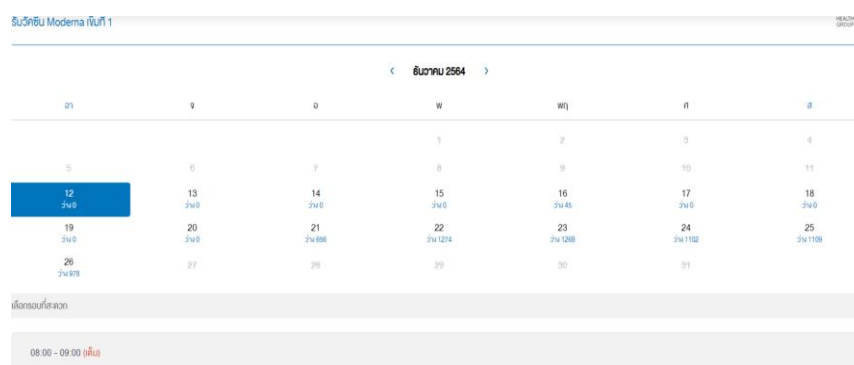 รับวัคซีน Moderna เข็มที่ 1
HEALTH
GROUP
< ธันวาคม 2564 >
อา จ อ พ พฤ ศ ส
1 2 3 4
5 6 7 8 9 10 11
12 13 14 15 16 17 18
ว่าง 0 ว่าง 0 ว่าง 0 ว่าง 0 ว่าง 45 ว่าง 0 ว่าง 0
19 20 21 22 23 24 25
ว่าง 0 ว่าง 0 ว่าง 666 ว่าง 1274 ว่าง 1268 ว่าง 1102 ว่าง 1109
26 27 28 29 30 31
ว่าง 978
เลือกรอบที่สะดวก
08:00 - 09:00 (เต็ม)